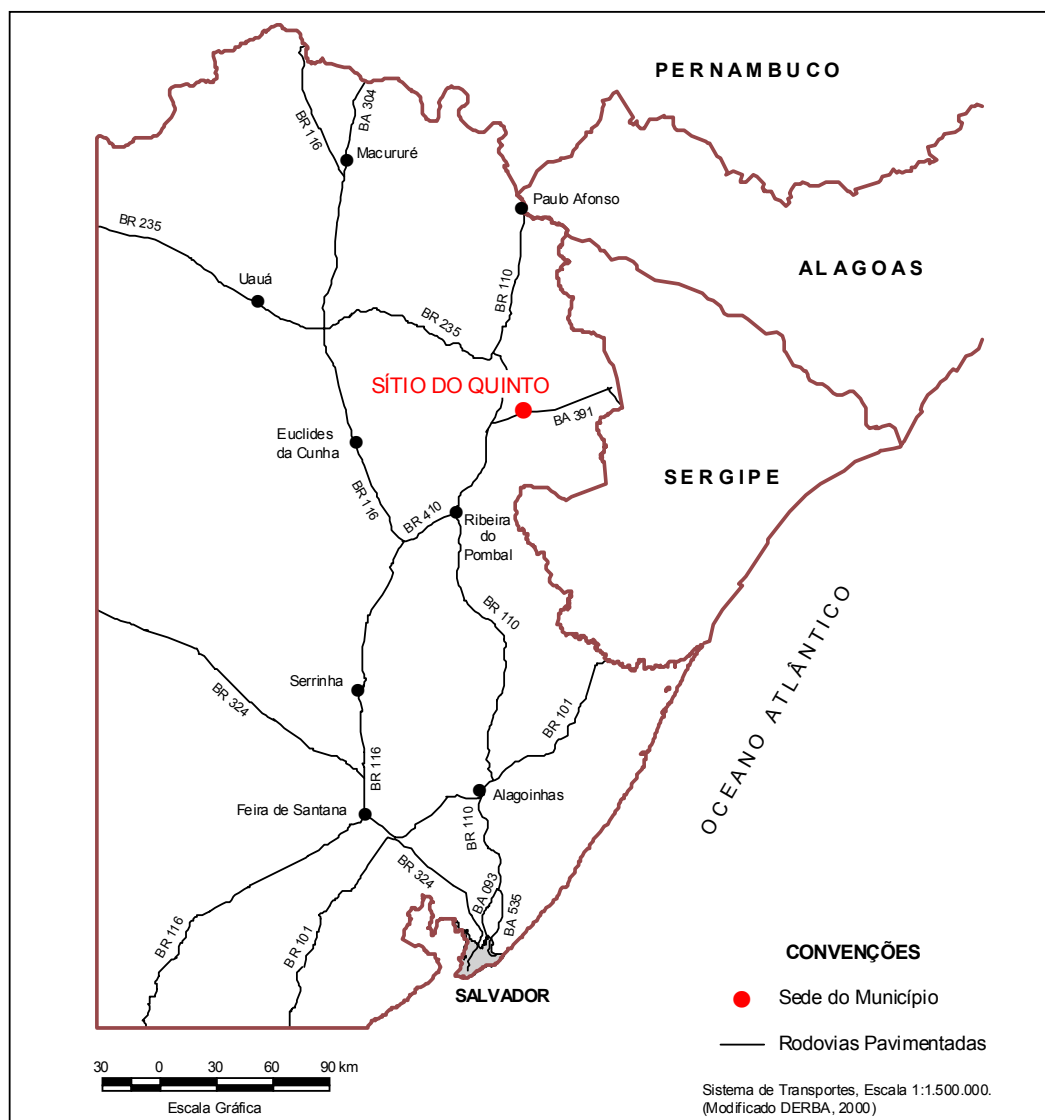 PERNAMBUCO
BA 304
BR 116
Macururé
Paulo Afonso
BR 235
ALAGOAS
Uauá
BR 110
BR 235
SÍTIO DO QUINTO
BA 391
Euclides
da Cunha
SERGIPE
BR 116
BR 410
Ribeira
do
Pombal
BR 110
OCEANO ATLÂNTICO
Serrinha
BR 324
BR 101
BR 116
Alagoinhas
Feira de Santana
BR 110
BR 324
BA 093
BA 535
BR 116
BR 101
SALVADOR
CONVENÇÕES
Sede do Município
Rodovias Pavimentadas
30 0 30 60 90 km
Escala Gráfica
Sistema de Transportes, Escala 1:1.500.000.
(Modificado DERBA, 2000)